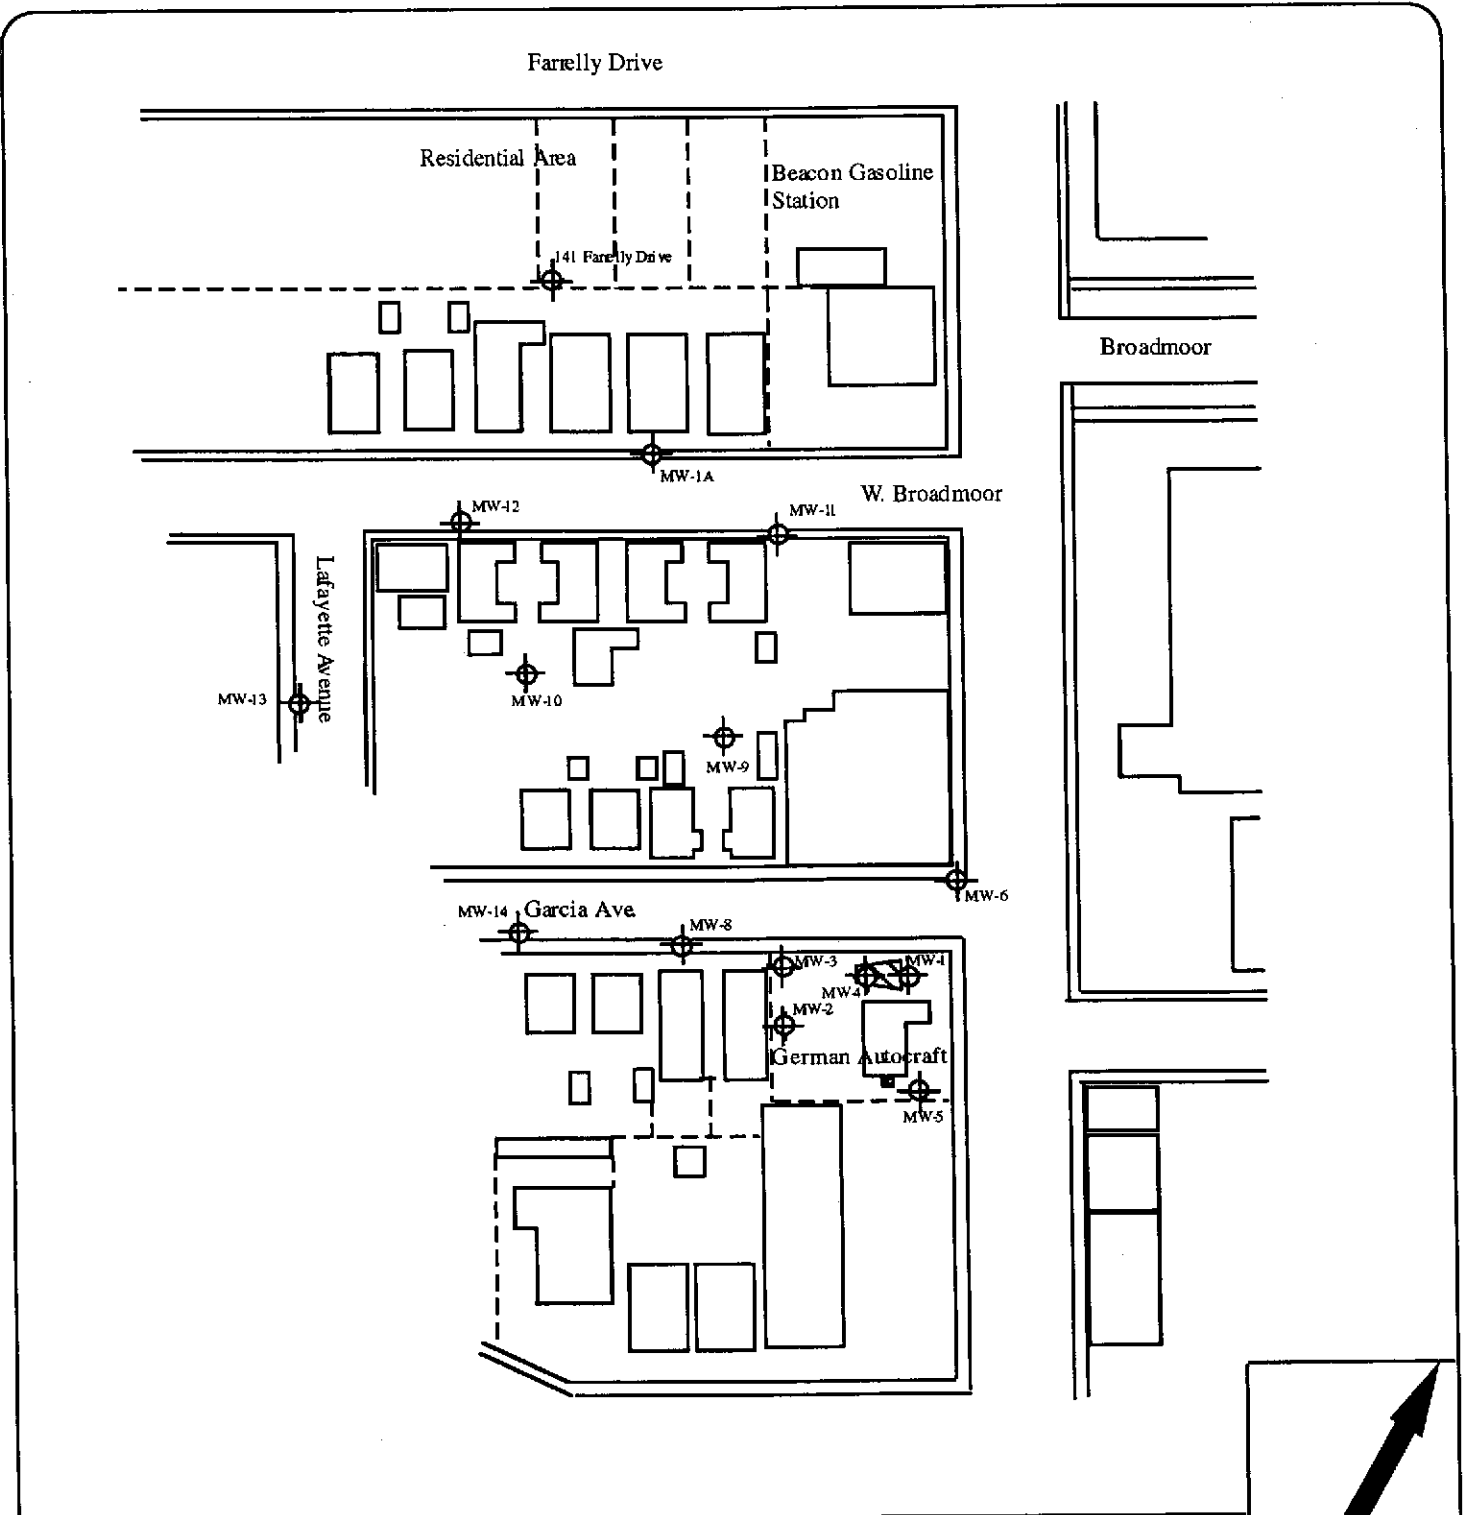 Farrelly Drive
Residential Area
Beacon Gasoline
Station
141 Farrelly Drive
Broadmoor
MW-1A
W. Broadmoor
MW-12
MW-11
Lafayette Avenue
MW-13
MW-10
MW-9
MW-6
MW-14
Garcia Ave.
MW-8
MW-3
MW-1
MW-4
MW-2
German Autocraft
MW-5